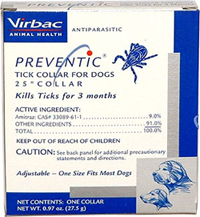 Virbac
ANIMAL HEALTH
ANTIPARASITIC
PREVENTIC®
TICK COLLAR FOR DOGS
25" COLLAR
Kills Ticks for 3 months
ACTIVE INGREDIENT:
Amitraz CAS# 33089-61-1 9.0%
OTHER INGREDIENTS 91.0%
TOTAL 100.0%
KEEP OUT OF REACH OF CHILDREN
CAUTION: See back panel for additional precautionary
statements and directions.
Adjustable – One Size Fits Most Dogs
NET CONTENTS: ONE COLLAR
NET WT. 0.97 oz. (27.5 g)